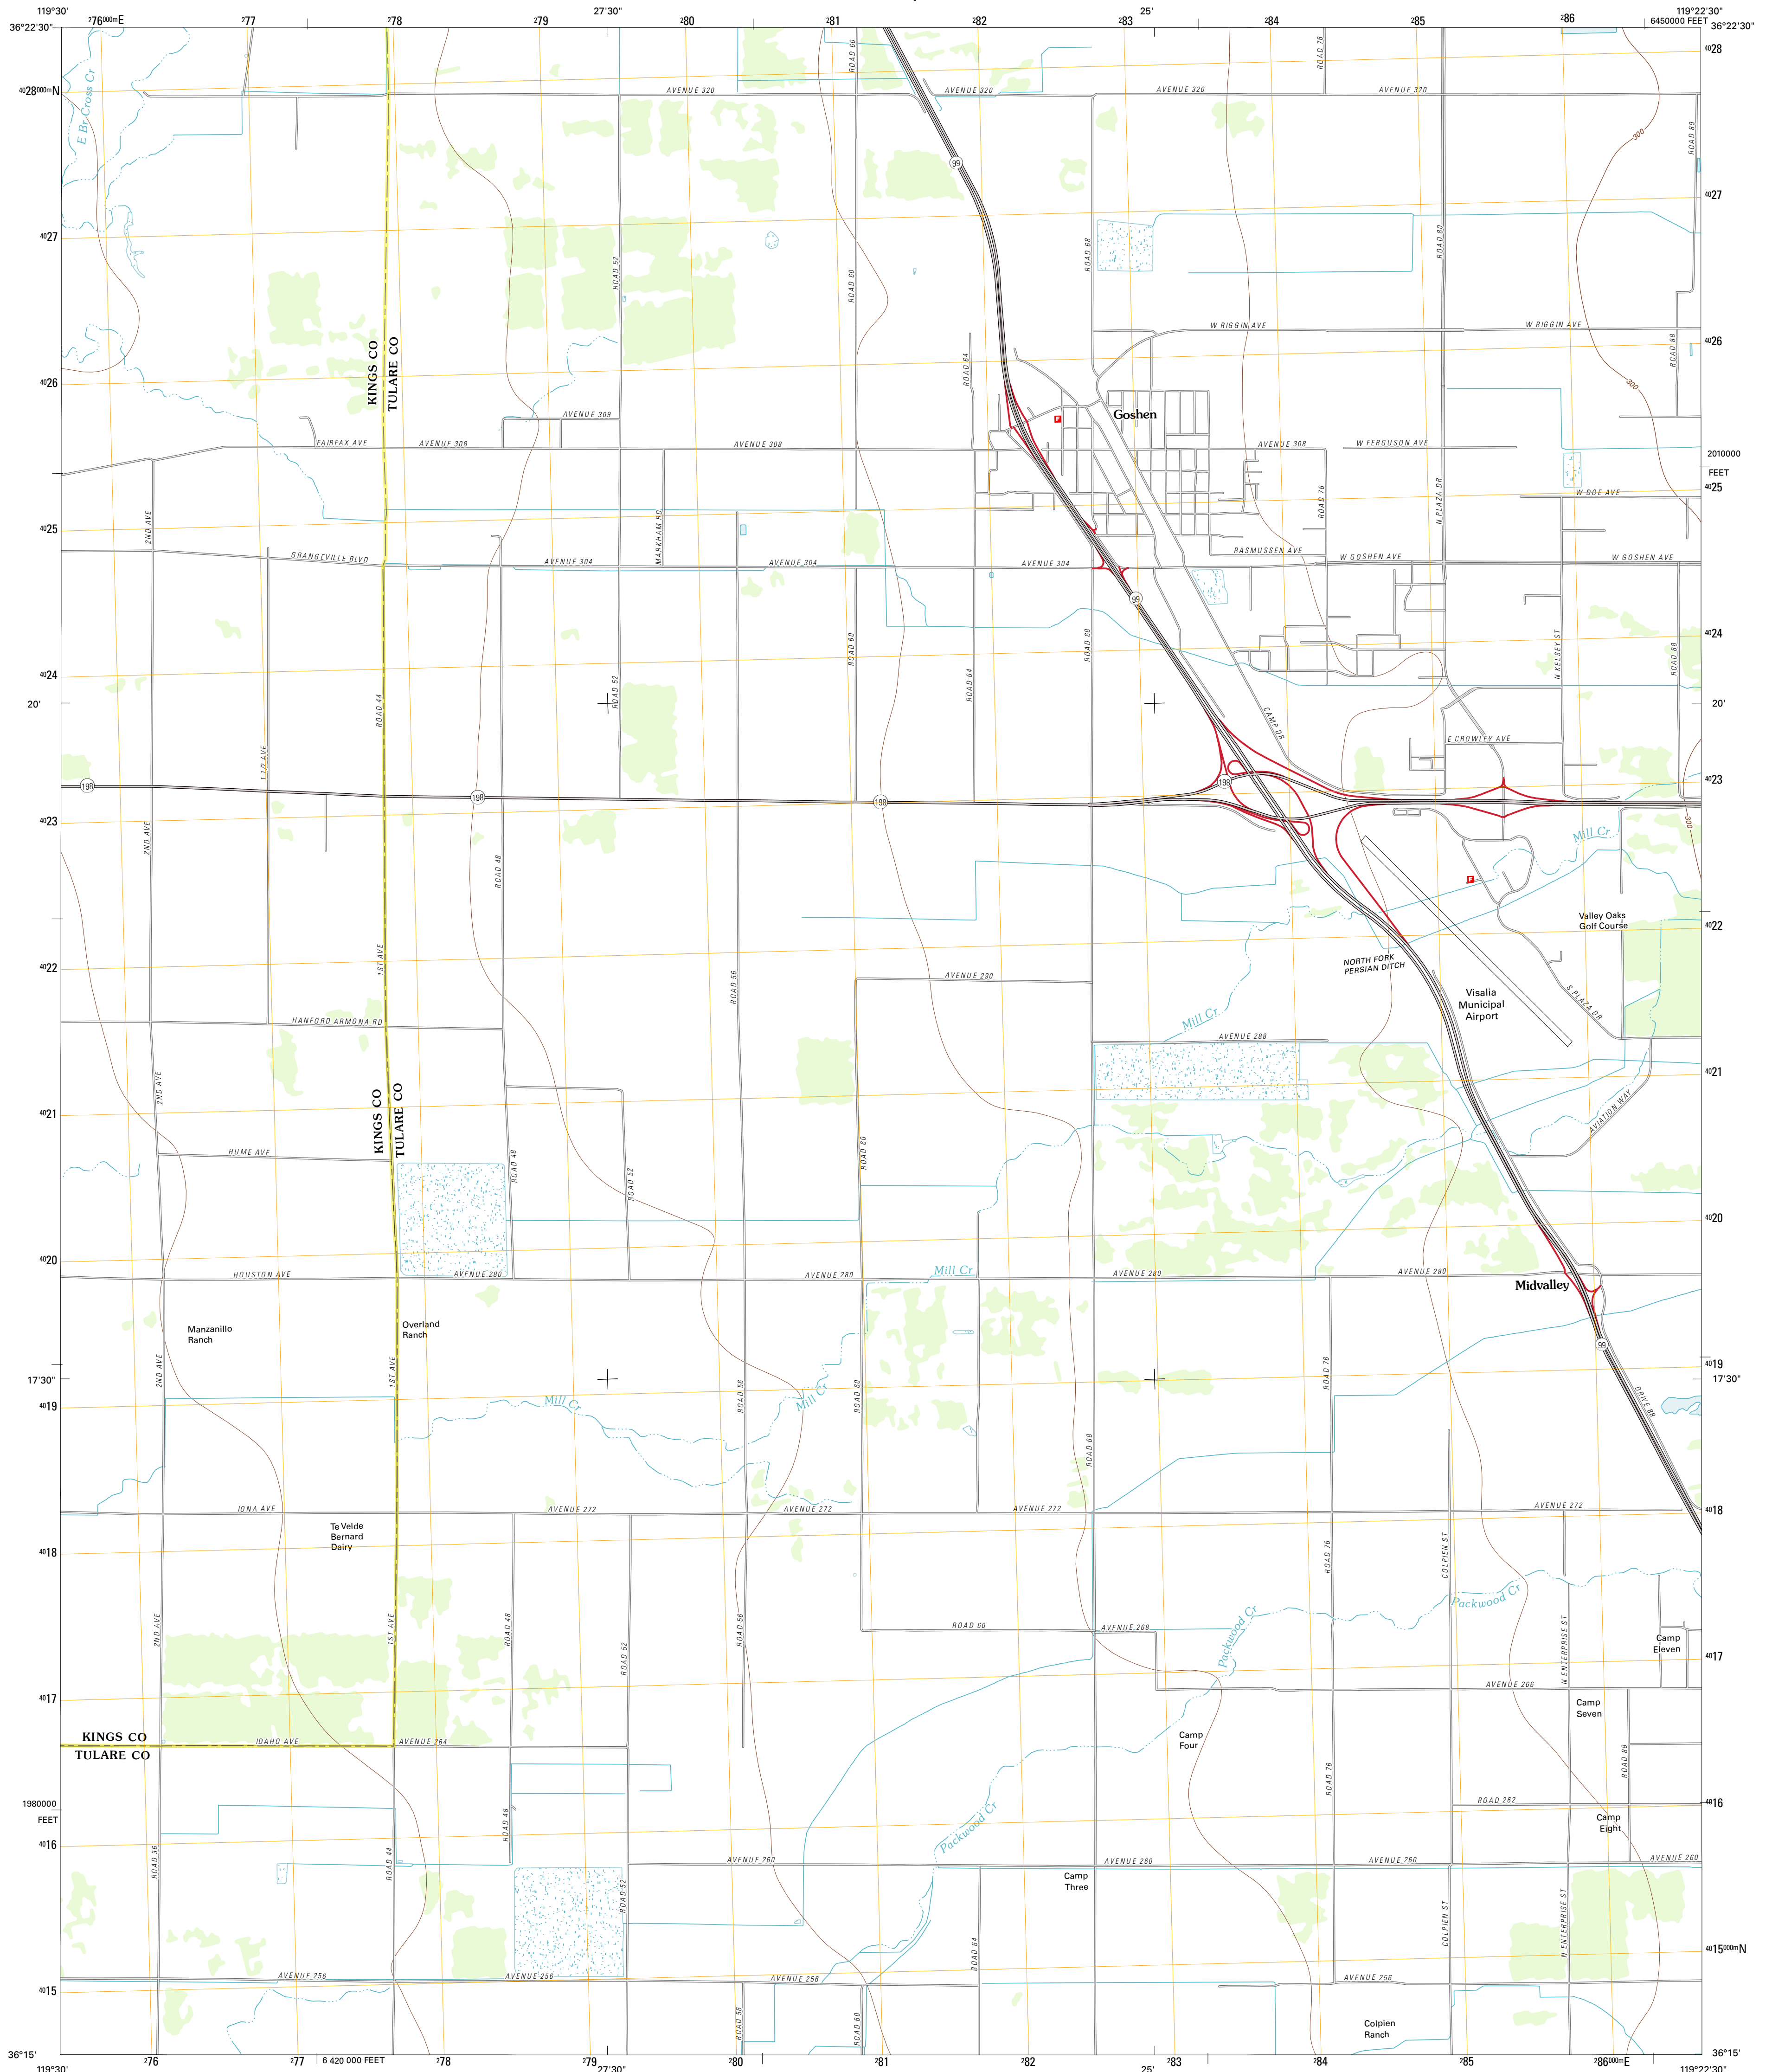 119°30'
²76⁰⁰⁰ᵐE
²77
²78
²79
27'30"
²80
²81
²82
²83
25'
²84
²85
²86
6450000 FEET
119°22'30"
36°22'30"
36°22'30"
⁴⁰28
⁴⁰28⁰⁰⁰ᵐN
E Br Cross Cr
ROAD 60
ROAD 76
AVENUE 320
AVENUE 320
AVENUE 320
AVENUE 320
300
ROAD 89
99
⁴⁰27
⁴⁰27
ROAD 52
ROAD 60
ROAD 68
ROAD 80
W RIGGIN AVE
W RIGGIN AVE
KINGS CO
TULARE CO
ROAD 64
ROAD 88
⁴⁰26
⁴⁰26
300
AVENUE 309
Goshen
F
FAIRFAX AVE
AVENUE 308
AVENUE 308
AVENUE 308
W FERGUSON AVE
2010000
FEET
⁴⁰25
⁴⁰25
2ND AVE
MARKHAM RD
ROAD 76
N PLAZA DR
W DOE AVE
GRANGEVILLE BLVD
AVENUE 304
AVENUE 304
AVENUE 304
RASMUSSEN AVE
W GOSHEN AVE
W GOSHEN AVE
99
⁴⁰24
⁴⁰24
ROAD 60
ROAD 68
N KELSEY ST
ROAD 88
20'
20'
ROAD 44
ROAD 52
ROAD 64
CAMP DR
E CROWLEY AVE
1 1/2 AVE
198
198
198
198
⁴⁰23
⁴⁰23
2ND AVE
ROAD 48
Mill Cr
300
F
Valley Oaks
Golf Course
⁴⁰22
⁴⁰22
1ST AVE
ROAD 56
AVENUE 290
NORTH FORK
PERSIAN DITCH
Visalia
Municipal
Airport
S PLAZA DR
HANFORD ARMONA RD
Mill Cr
AVENUE 288
⁴⁰21
⁴⁰21
2ND AVE
KINGS CO
TULARE CO
AVIATION WAY
HUME AVE
ROAD 48
ROAD 52
ROAD 60
⁴⁰20
⁴⁰20
HOUSTON AVE
AVENUE 280
AVENUE 280
Mill Cr
AVENUE 280
AVENUE 280
Midvalley
Manzanillo
Ranch
Overland
Ranch
99
⁴⁰19
⁴⁰19
17'30"
17'30"
2ND AVE
1ST AVE
Mill Cr
ROAD 56
Mill Cr
ROAD 60
ROAD 76
DRIVE 88
ROAD 68
IONA AVE
AVENUE 272
AVENUE 272
AVENUE 272
AVENUE 272
⁴⁰18
⁴⁰18
Te Velde
Bernard
Dairy
ROAD 76
COLPIEN ST
Packwood Cr
Packwood Cr
2ND AVE
1ST AVE
ROAD 48
ROAD 52
ROAD 56
ROAD 60
AVENUE 268
N ENTERPRISE ST
Camp
Eleven
⁴⁰17
⁴⁰17
AVENUE 266
Camp
Seven
KINGS CO
TULARE CO
IDAHO AVE
AVENUE 264
Camp
Four
ROAD 76
ROAD 88
1980000
FEET
⁴⁰16
⁴⁰16
ROAD 262
Camp
Eight
ROAD 48
Packwood Cr
ROAD 36
ROAD 44
AVENUE 260
AVENUE 260
AVENUE 260
AVENUE 260
Camp
Three
ROAD 52
ROAD 64
COLPIEN ST
N ENTERPRISE ST
⁴⁰15⁰⁰⁰ᵐN
⁴⁰15
AVENUE 256
AVENUE 256
AVENUE 256
AVENUE 256
ROAD 56
ROAD 60
Colpien
Ranch
36°15'
36°15'
119°30'
²76
²77
6 420 000 FEET
²78
²79
27'30"
²80
²81
²82
25'
²83
²84
²85
²86⁰⁰⁰ᵐE
119°22'30"